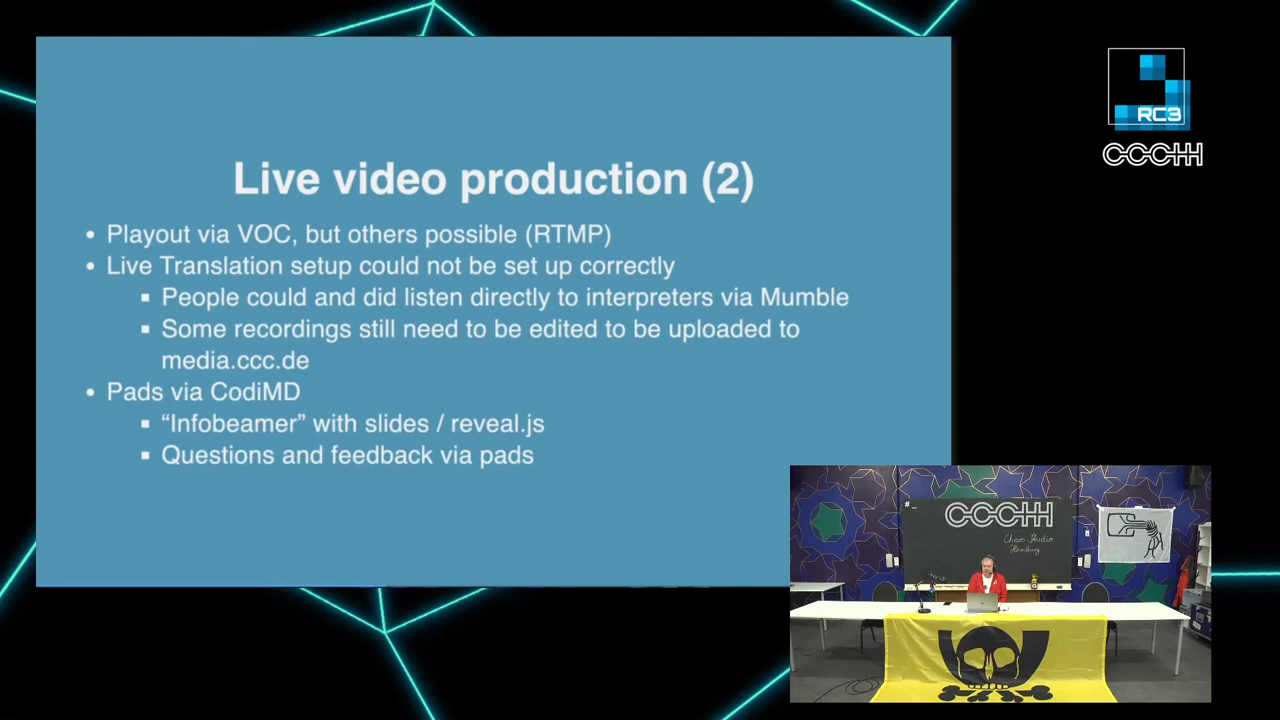 Live video production (2)
• Playout via VOC, but others possible (RTMP)
• Live Translation setup could not be set up correctly
▪ People could and did listen directly to interpreters via Mumble
▪ Some recordings still need to be edited to be uploaded to
media.ccc.de
• Pads via CodiMD
▪ “Infobeamer” with slides / reveal.js
▪ Questions and feedback via pads
RC3
CCCHH
# _
CCCHH
Chaos-Studio
Hamburg